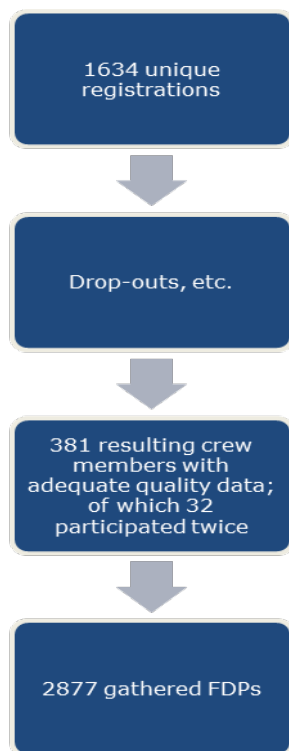 1634 unique
registrations
Drop-outs, etc.
381 resulting crew
members with
adequate quality data;
of which 32
participated twice
2877 gathered FDPs